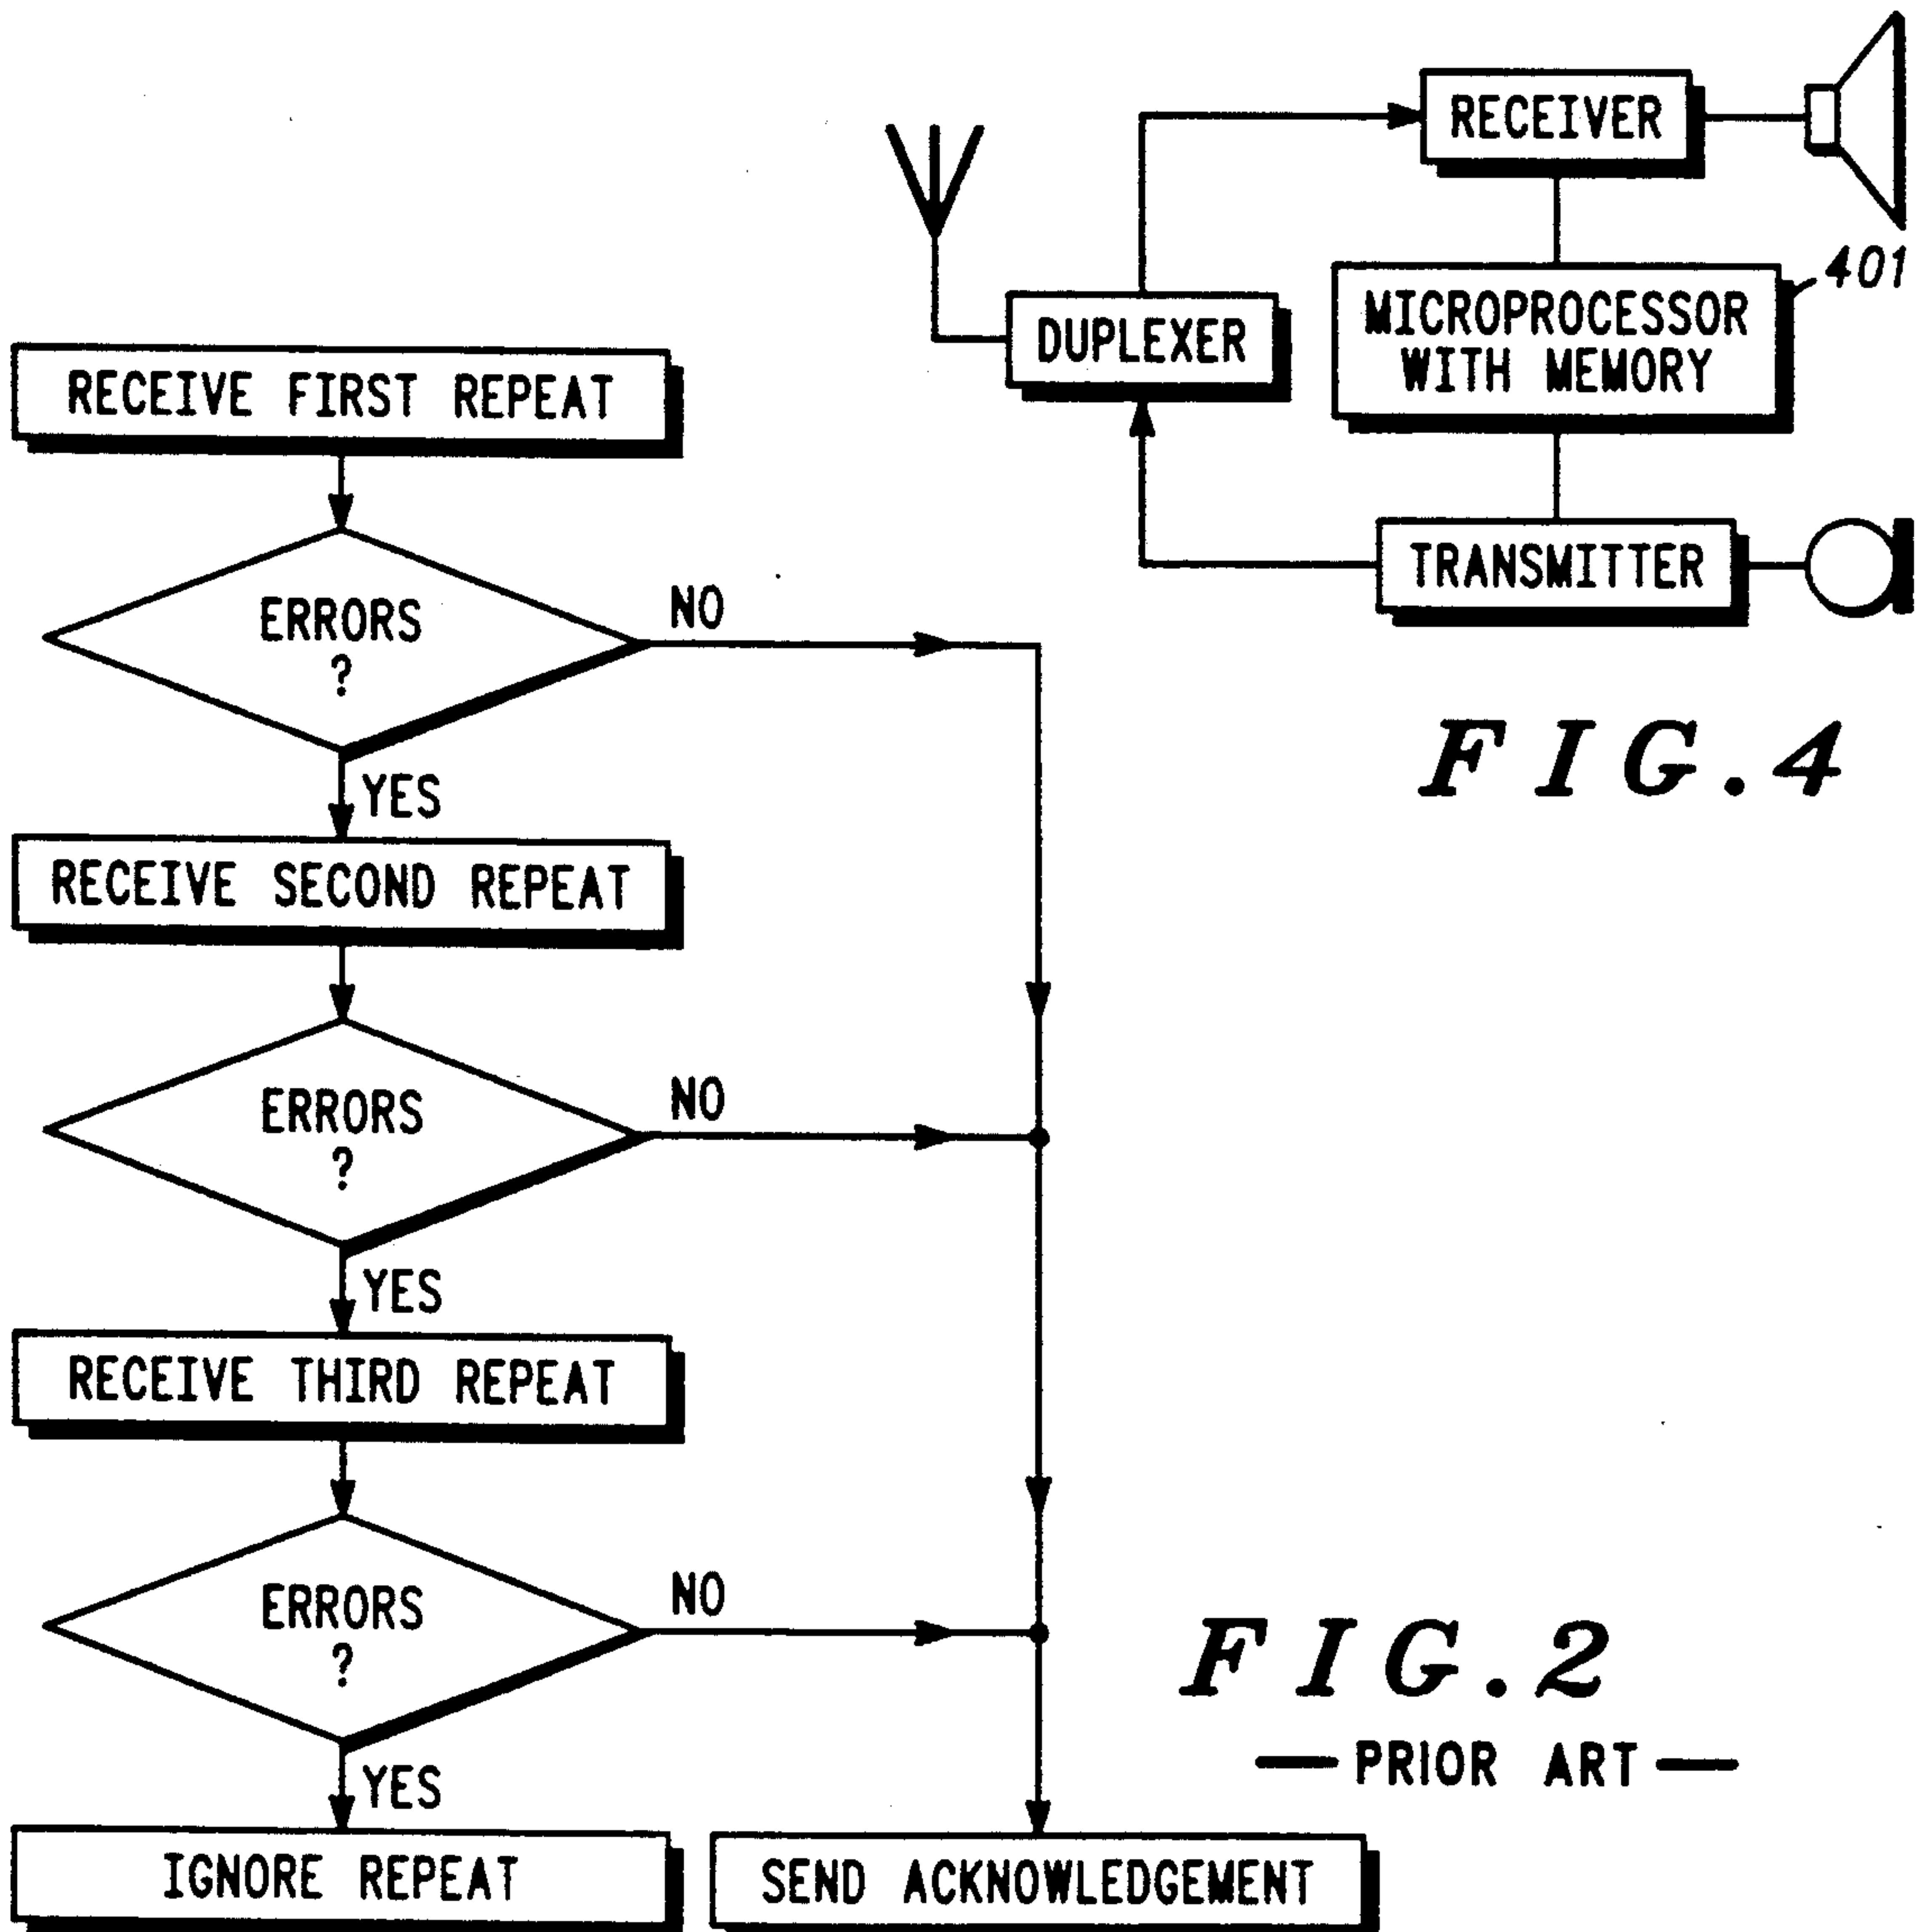 RECEIVER
401
MICROPROCESSOR
WITH MEMORY
DUPLEXER
TRANSMITTER
FIG.4
RECEIVE FIRST REPEAT
ERRORS
?
NO
YES
RECEIVE SECOND REPEAT
ERRORS
?
NO
YES
RECEIVE THIRD REPEAT
ERRORS
?
NO
YES
IGNORE REPEAT
SEND ACKNOWLEDGEMENT
FIG.2
— PRIOR ART —